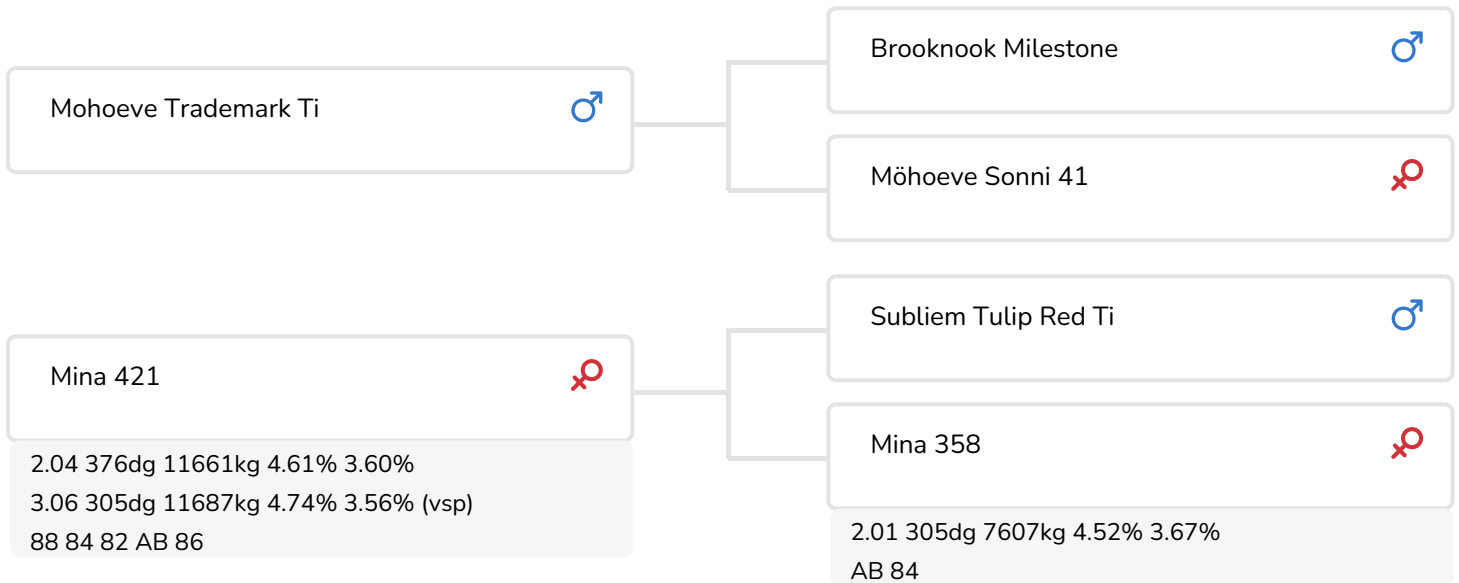 Mohoeve Trademark Ti
Brooknook Milestone
Möhoeve Sonni 41
Mina 421
2.04 376dg 11661kg 4.61% 3.60%
3.06 305dg 11687kg 4.74% 3.56% (vsp)
88 84 82 AB 86
Subliem Tulip Red Ti
Mina 358
2.01 305dg 7607kg 4.52% 3.67%
AB 84